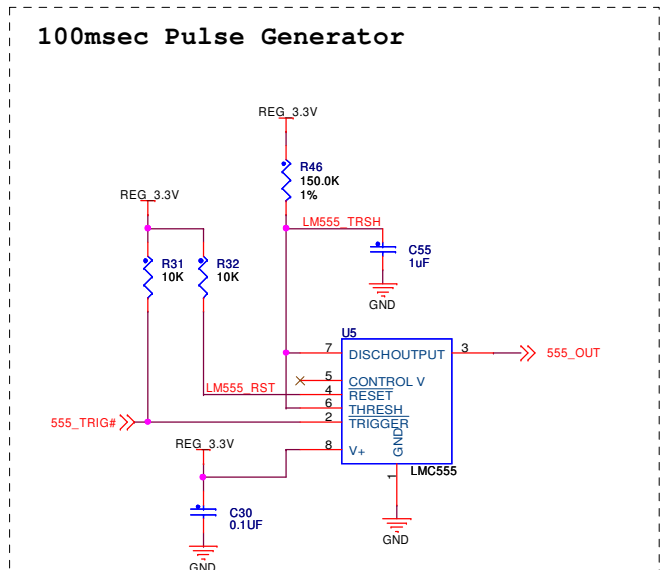 100msec Pulse Generator
REG_3.3V
R46
150.0K
1%
REG_3.3V
LM555_TRSH
R31
10K
R32
10K
C55
1uF
GND
U5
7 DISCHOUTPUT 3
555_OUT
5 CONTROL V
LM555_RST
4 RESET
6 THRESH
555_TRIG#
2 TRIGGER
REG_3.3V
8 V+
GND
1
LMC555
C30
0.1UF
GND
GND